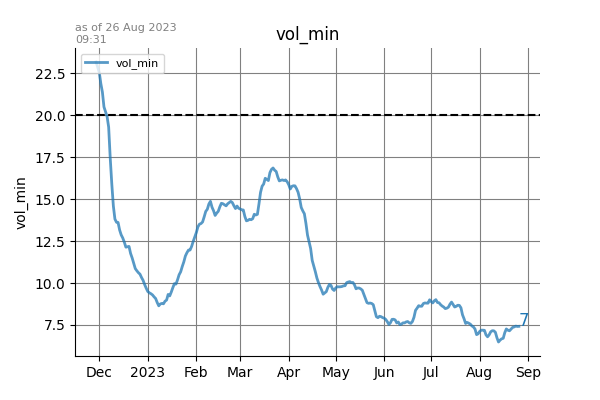 as of 26 Aug 2023
09:31
vol_min
vol_min
22.5
20.0
17.5
15.0
12.5
10.0
7.5
vol_min
7
Dec 2023 Feb Mar Apr May Jun Jul Aug Sep